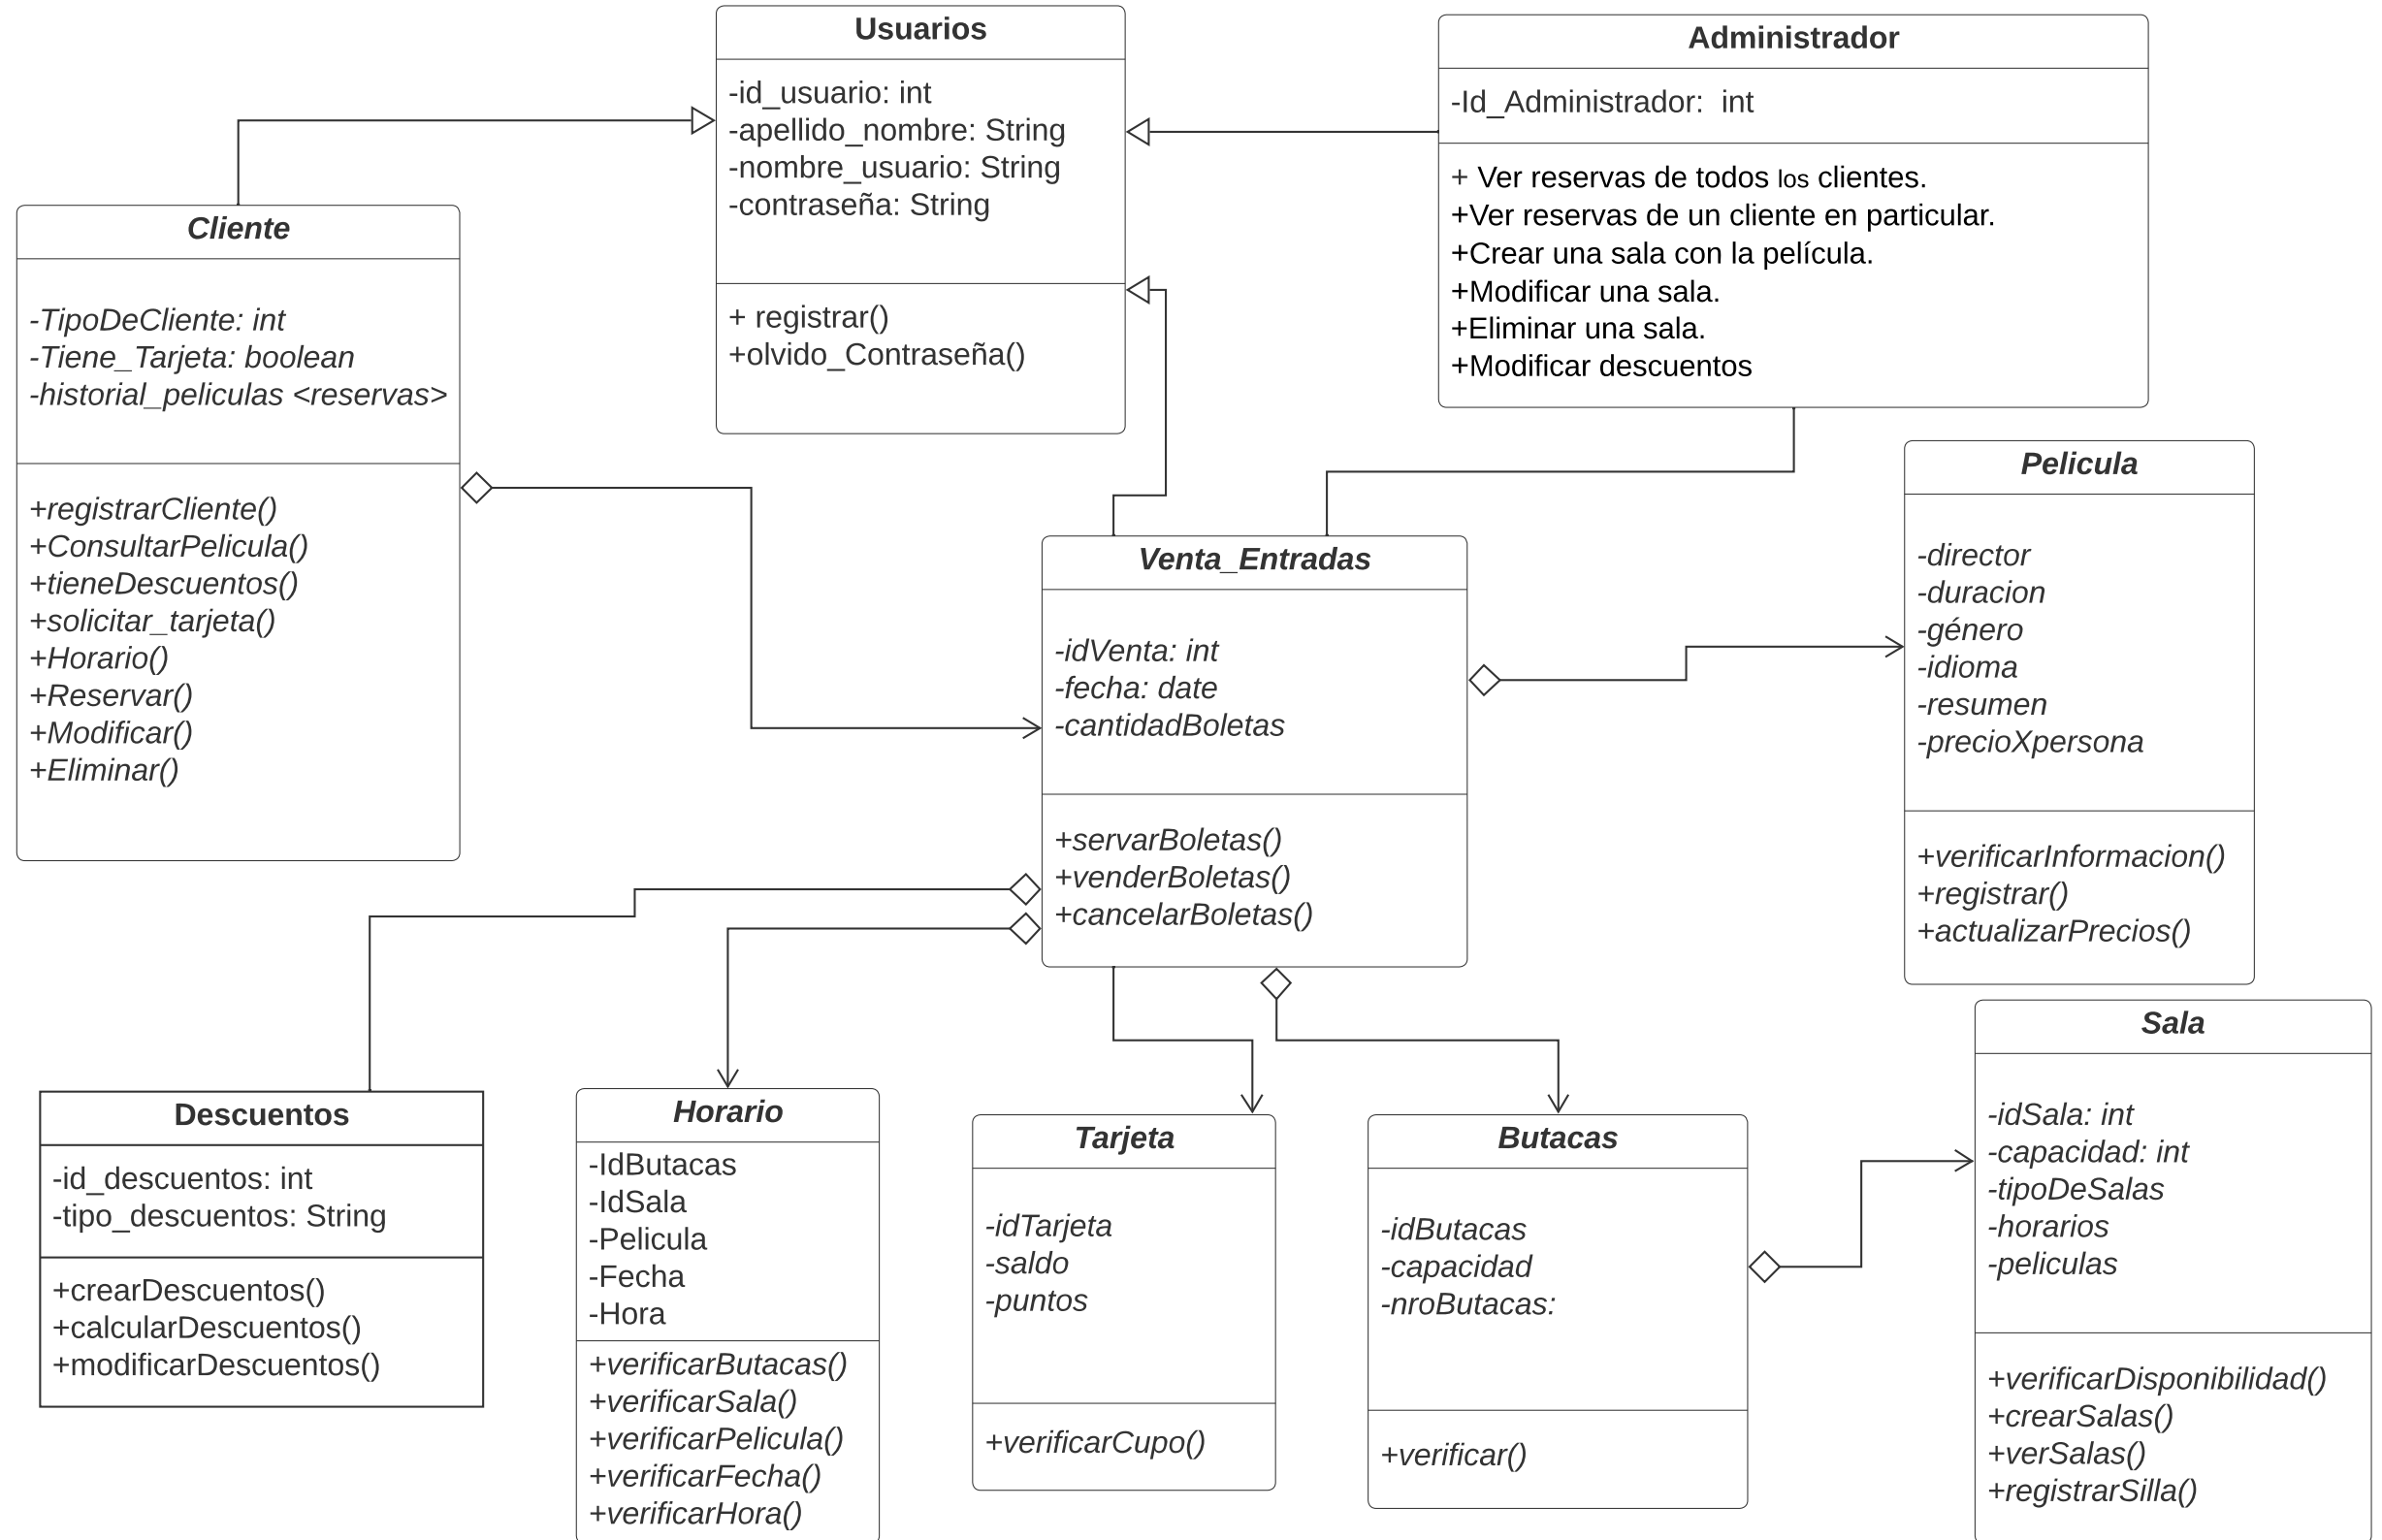 Usuarios
-id_usuario: int
-apellido_nombre: String
-nombre_usuario: String
-contraseña: String
+ registrar()
+olvido_Contraseña()
Administrador
-Id_Administrador:  int
+ Ver reservas de todos los clientes.
+Ver reservas de un cliente en particular.
+Crear una sala con la película.
+Modificar una sala.
+Eliminar una sala.
+Modificar descuentos
Cliente
-TipoDeCliente: int
-Tiene_Tarjeta: boolean
-historial_peliculas <reservas>
+registrarCliente()
+ConsultarPelicula()
+tieneDescuentos()
+solicitar_tarjeta()
+Horario()
+Reservar()
+Modificar()
+Eliminar()
Venta_Entradas
-idVenta: int
-fecha: date
-cantidadBoletas
+servarBoletas()
+venderBoletas()
+cancelarBoletas()
Pelicula
-director
-duracion
-género
-idioma
-resumen
-precioXpersona
+verificarInformacion()
+registrar()
+actualizarPrecios()
Descuentos
-id_descuentos: int
-tipo_descuentos: String
+crearDescuentos()
+calcularDescuentos()
+modificarDescuentos()
Horario
-IdButacas
-IdSala
-Pelicula
-Fecha
-Hora
+verificarButacas()
+verificarSala()
+verificarPelicula()
+verificarFecha()
+verificarHora()
Tarjeta
-idTarjeta
-saldo
-puntos
+verificarCupo()
Butacas
-idButacas
-capacidad
-nroButacas:
+verificar()
Sala
-idSala: int
-capacidad: int
-tipoDeSalas
-horarios
-peliculas
+verificarDisponibilidad()
+crearSalas()
+verSalas()
+registrarSilla()